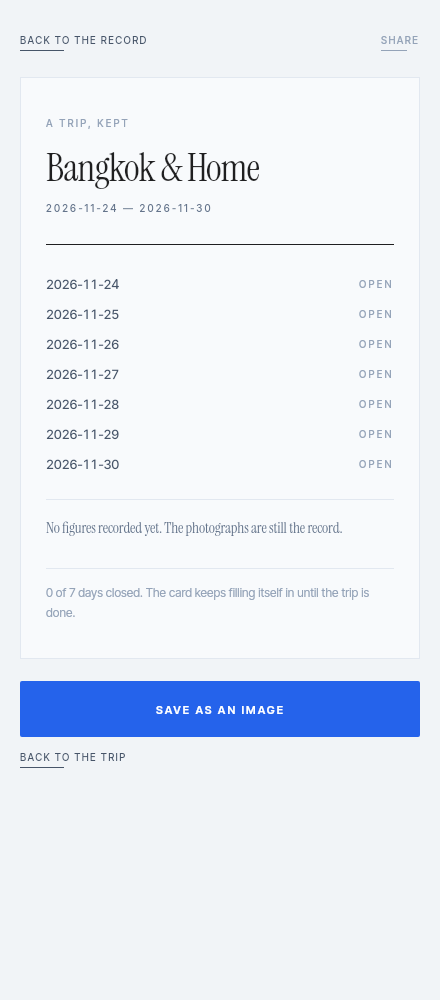 BACK TO THE RECORD
SHARE
A TRIP, KEPT
Bangkok & Home
2026-11-24 — 2026-11-30
2026-11-24 OPEN
2026-11-25 OPEN
2026-11-26 OPEN
2026-11-27 OPEN
2026-11-28 OPEN
2026-11-29 OPEN
2026-11-30 OPEN
No figures recorded yet. The photographs are still the record.
0 of 7 days closed. The card keeps filling itself in until the trip is
done.
SAVE AS AN IMAGE
BACK TO THE TRIP